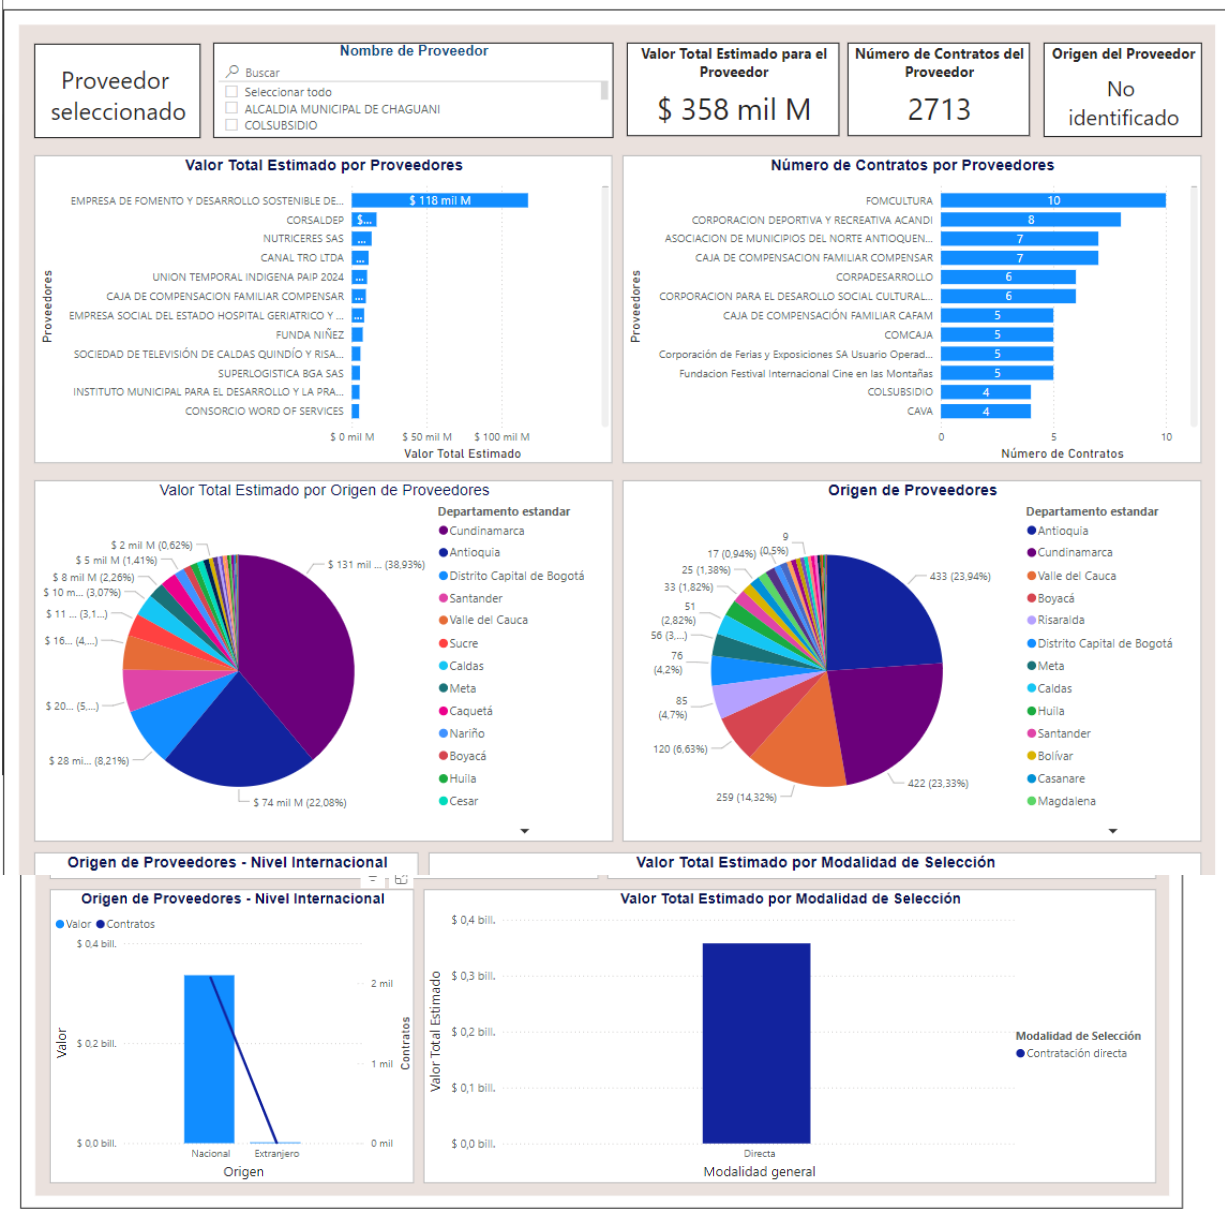 Proveedor
seleccionado
Nombre de Proveedor
Buscar
Seleccionar todo
ALCALDIA MUNICIPAL DE CHAGUANI
COLSUBSIDIO
Valor Total Estimado para el
Proveedor
$ 358 mil M
Número de Contratos del
Proveedor
2713
Origen del Proveedor
No
identificado
Valor Total Estimado por Proveedores
Proveedores
EMPRESA DE FOMENTO Y DESARROLLO SOSTENIBLE DE...
$ 118 mil M
CORSALDEP
$...
NUTRICERES SAS
...
CANAL TRO LTDA
...
UNION TEMPORAL INDIGENA PAIP 2024
...
CAJA DE COMPENSACION FAMILIAR COMPENSAR
...
EMPRESA SOCIAL DEL ESTADO HOSPITAL GERIATRICO Y ...
...
FUNDA NIÑEZ
SOCIEDAD DE TELEVISIÓN DE CALDAS QUINDÍO Y RISA...
SUPERLOGISTICA BGA SAS
INSTITUTO MUNICIPAL PARA EL DESARROLLO Y LA PRA...
CONSORCIO WORD OF SERVICES
$ 0 mil M
$ 50 mil M
$ 100 mil M
Valor Total Estimado
Número de Contratos por Proveedores
Proveedores
FOMCULTURA
10
CORPORACION DEPORTIVA Y RECREATIVA ACANDI
8
ASOCIACION DE MUNICIPIOS DEL NORTE ANTIOQUEN...
7
CAJA DE COMPENSACION FAMILIAR COMPENSAR
7
CORPADESARROLLO
6
CORPORACION PARA EL DESAROLLO SOCIAL CULTURAL...
6
CAJA DE COMPENSACIÓN FAMILIAR CAFAM
5
COMCAJA
5
Corporación de Ferias y Exposiciones SA Usuario Operad...
5
Fundacion Festival Internacional Cine en las Montañas
5
COLSUBSIDIO
4
CAVA
4
0
5
10
Número de Contratos
Valor Total Estimado por Origen de Proveedores
$ 2 mil M (0,62%)
$ 5 mil M (1,41%)
$ 8 mil M (2,26%)
$ 10 m... (3,07%)
$ 11 ... (3,1...)
$ 16... (4,...)
$ 20... (5,...)
$ 28 mi... (8,21%)
$ 74 mil M (22,08%)
$ 131 mil ... (38,93%)
Departamento estandar
Cundinamarca
Antioquia
Distrito Capital de Bogotá
Santander
Valle del Cauca
Sucre
Caldas
Meta
Caquetá
Nariño
Boyacá
Huila
Cesar
Origen de Proveedores
9
(0,5%)
17 (0,94%)
25 (1,38%)
33 (1,82%)
51
(2,82%)
56 (3,...)
76
(4,2%)
85
(4,7%)
120 (6,63%)
259 (14,32%)
422 (23,33%)
433 (23,94%)
Departamento estandar
Antioquia
Cundinamarca
Valle del Cauca
Boyacá
Risaralda
Distrito Capital de Bogotá
Meta
Caldas
Huila
Santander
Bolívar
Casanare
Magdalena
Origen de Proveedores - Nivel Internacional
Valor Total Estimado por Modalidad de Selección
Origen de Proveedores - Nivel Internacional
Valor
Contratos
$ 0,4 bill.
$ 0,2 bill.
$ 0,0 bill.
Valor
2 mil
1 mil
0 mil
Contratos
Nacional
Extranjero
Origen
Valor Total Estimado por Modalidad de Selección
Valor Total Estimado
$ 0,4 bill.
$ 0,3 bill.
$ 0,2 bill.
$ 0,1 bill.
$ 0,0 bill.
Directa
Modalidad general
Modalidad de Selección
Contratación directa